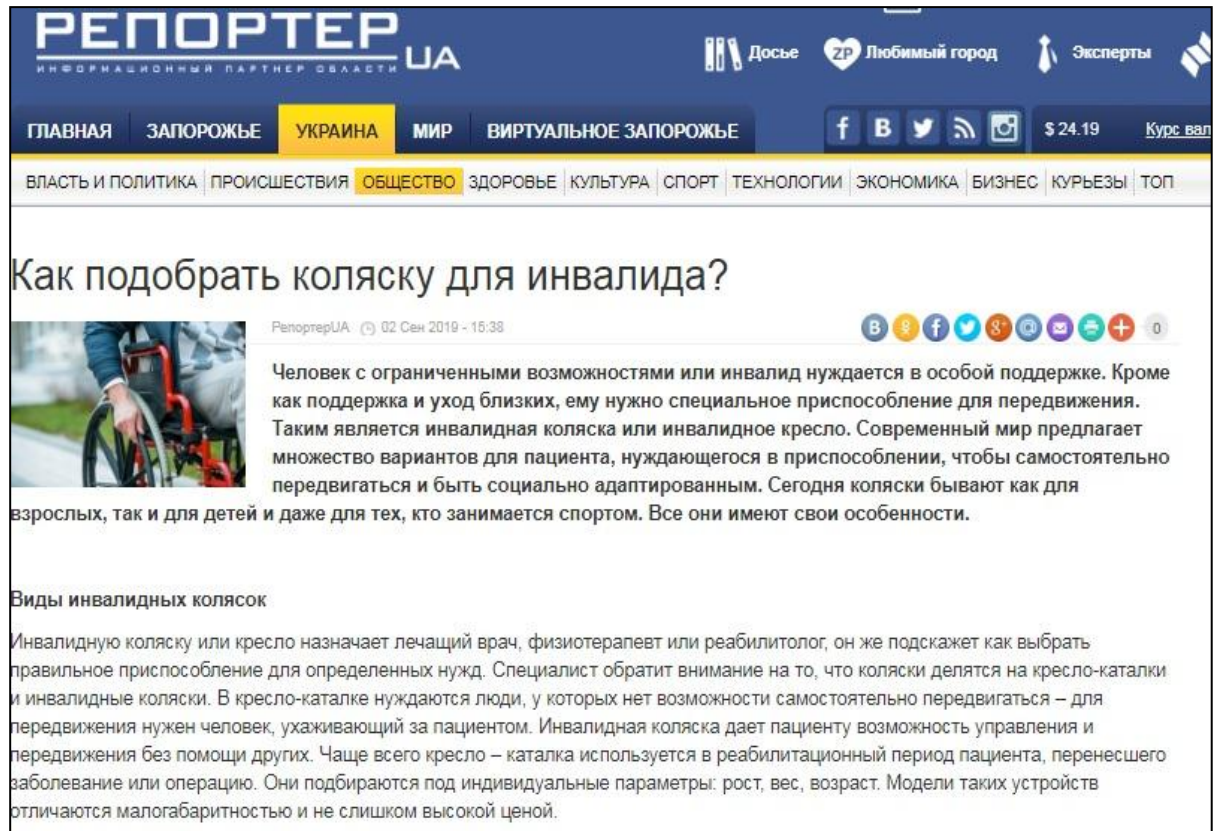 РЕПОРТЕР UA
ИНФОРМАЦИОННЫЙ ПАРТНЕР ОБЛАСТИ
Досье ZP Любимый город Эксперты
ГЛАВНАЯ ЗАПОРОЖЬЕ УКРАИНА МИР ВИРТУАЛЬНОЕ ЗАПОРОЖЬЕ f B $ 24.19 Курс вал
ВЛАСТЬ И ПОЛИТИКА ПРОИСШЕСТВИЯ ОБЩЕСТВО ЗДОРОВЬЕ КУЛЬТУРА СПОРТ ТЕХНОЛОГИИ ЭКОНОМИКА БИЗНЕС КУРЬЕЗЫ ТОП
Как подобрать коляску для инвалида?
РепортерUA 02 Сен 2019 - 15:38 B f g+ @ 0
Человек с ограниченными возможностями или инвалид нуждается в особой поддержке. Кроме
как поддержка и уход близких, ему нужно специальное приспособление для передвижения.
Таким является инвалидная коляска или инвалидное кресло. Современный мир предлагает
множество вариантов для пациента, нуждающегося в приспособлении, чтобы самостоятельно
передвигаться и быть социально адаптированным. Сегодня коляски бывают как для
взрослых, так и для детей и даже для тех, кто занимается спортом. Все они имеют свои особенности.
Виды инвалидных колясок
Инвалидную коляску или кресло назначает лечащий врач, физиотерапевт или реабилитолог, он же подскажет как выбрать
правильное приспособление для определенных нужд. Специалист обратит внимание на то, что коляски делятся на кресло-каталки
и инвалидные коляски. В кресло-каталке нуждаются люди, у которых нет возможности самостоятельно передвигаться – для
передвижения нужен человек, ухаживающий за пациентом. Инвалидная коляска дает пациенту возможность управления и
передвижения без помощи других. Чаще всего кресло – каталка используется в реабилитационный период пациента, перенесшего
заболевание или операцию. Они подбираются под индивидуальные параметры: рост, вес, возраст. Модели таких устройств
отличаются малогабаритностью и не слишком высокой ценой.